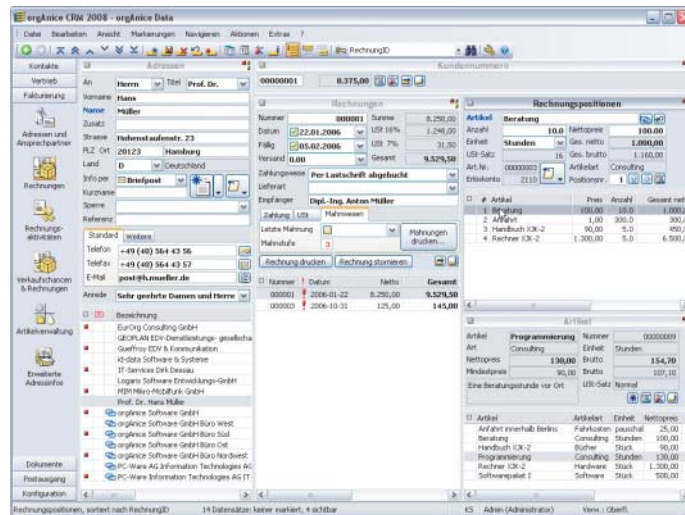 orgAnice CRM 2008 - orgAnice Data
Datei Bearbeiten Ansicht Markierungen Navigieren Aktionen Extras ?
RechnungID
Kontakte
Vertrieb
Fakturierung
Adressen und
Ansprechpartner
Rechnungen
Rechnungs-
aktivitäten
Verkaufschancen
& Rechnungen
Artikelverwaltung
Erweiterte
Adressinfos
Dokumente
Postausgang
Konfiguration
Adressen
An Herrn Titel Prof. Dr.
Vorname Hans
Name Müller
Zusatz
Strasse Hohenstaufenstr. 23
PLZ Ort 20123 Hamburg
Land D Deutschland
Info per Briefpost
Kurzname
Sperre
Referenz
Standard Weitere
Telefon +49 (40) 564 43 56
Telefax +49 (40) 564 43 57
E-Mail post@h.mueller.de
Anrede Sehr geehrte Damen und Herre
Bezeichnung
EurOrg Consulting GmbH
GEOPLAN EDV-Dienstleistungs- gesellscha
Gueffroy EDV & Kommunikation
id-data Software & Systeme
IT-Services Dirk Dessau
Logaris Software Entwicklungs-GmbH
MIM Mikro-Mobilfunk GmbH
Prof. Dr. Hans Müller
orgAnice Software GmbH
orgAnice Software GmbH Büro West
orgAnice Software GmbH Büro Süd
orgAnice Software GmbH Büro Ost
orgAnice Software GmbH Büro Nordwest
PC-Ware AG Information Technologies AG
PC-Ware Information Technologies AG IT
Kundennummern
00000001 8.375,00
Rechnungen
Nummer 000001 Summe 8.250,00
Datum 22.01.2006 USt 16% 1.248,00
Fällig 05.02.2006 USt 7% 31,50
Versand 0.00 Gesamt 9.529,50
Zahlungsweise Per Lastschrift abgebucht
Lieferart
Empfänger Dipl.-Ing. Anton Müller
Zahlung USt Mahnwesen
Letzte Mahnung
Mahnstufe 3
Mahnungen
drucken...
Rechnung drucken Rechnung stornieren
Nummer ! Datum Netto Gesamt
000001 2006-01-22 8.250,00 9.529,50
000003 2006-10-31 125,00 145,00
Rechnungspositionen
Artikel Beratung
Anzahl 10.0 Nettopreis 100.00
Einheit Stunden Ges. netto 1.000,00
USt-Satz 16 Ges. brutto 1.160,00
Art.Nr. 00000003 Artikelart Consulting
Erlöskonto 2110 Positionsnr. 1
# Artikel Preis Anzahl Gesamt nett
1 Beratung 100,00 10.0 1.000,
2 Anfahrt 1,00 300.0 300,
3 Handbuch XJK-2 90,00 5.0 450,
4 Rechner XJK-2 1.300,00 5.0 6.500,
Artikel
Artikel Programmierung Nummer 00000009
Art Consulting Einheit Stunden
Nettopreis 130,00 Brutto 154,70
Mindestpreis 90,00 Brutto 107,10
Eine Beratungsstunde vor Ort USt-Satz Normal
Artikel Artikelart Einheit Nettopreis
Anfahrt innerhalb Berlins Fahrkosten pauschal 25,00
Beratung Consulting Stunden 100,00
Handbuch XJK-2 Bücher Stück 90,00
Programmierung Consulting Stunden 130,00
Rechner XJK-2 Hardware Stück 1.300,00
Softwarepaket I Software Stück 500,00
Rechnungspositionen, sortiert nach RechnungID 14 Datensätze: keiner markiert, 4 sichtbar KS Admin (Administrator) Verw.: Oberfl.